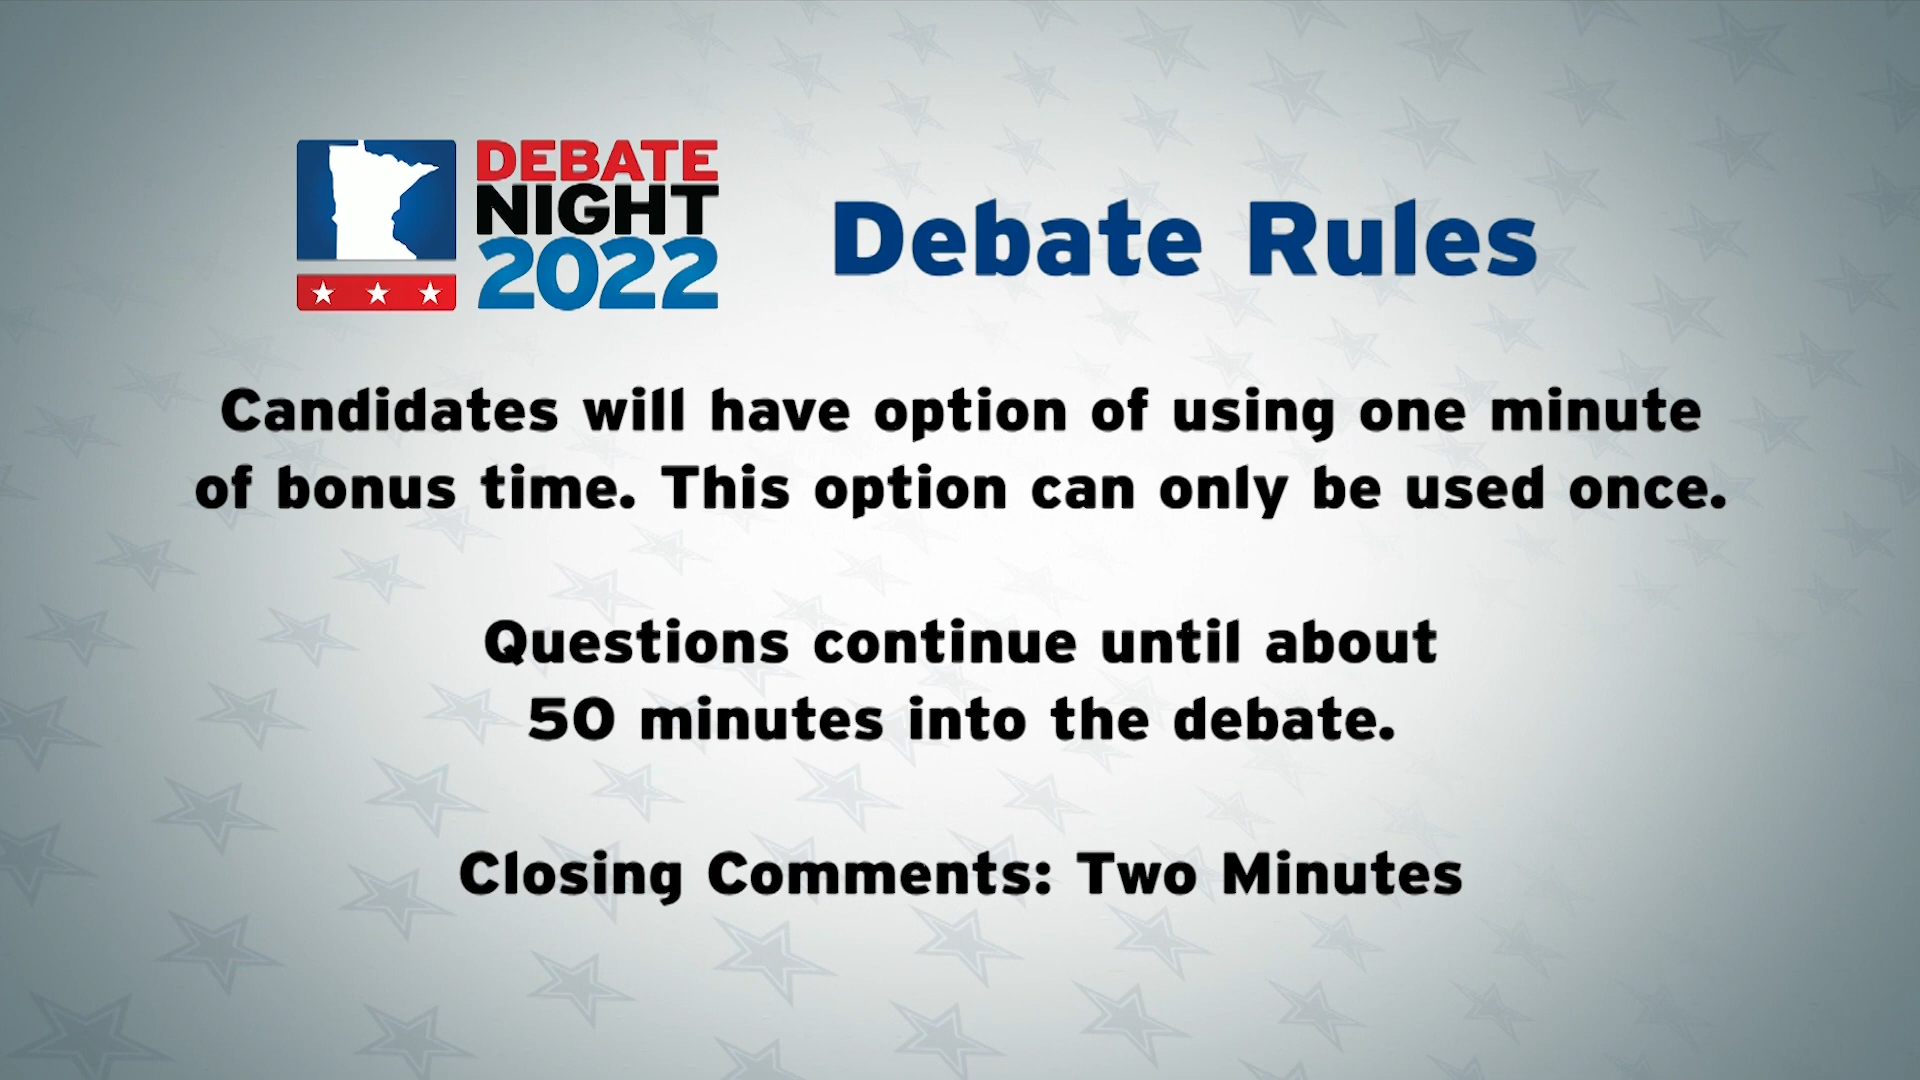 DEBATE
NIGHT
2022
Debate Rules
Candidates will have option of using one minute
of bonus time. This option can only be used once.
Questions continue until about
50 minutes into the debate.
Closing Comments: Two Minutes